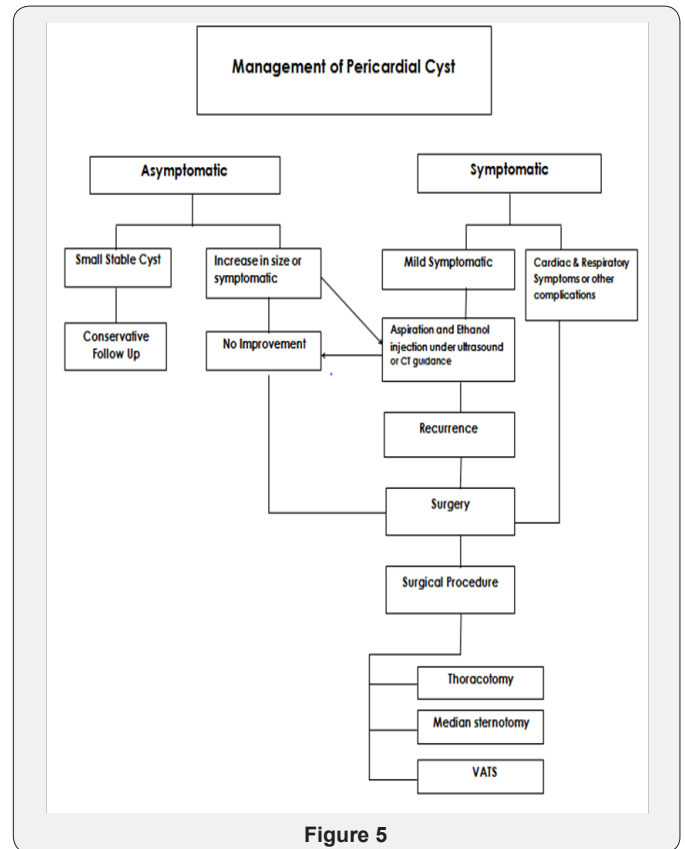 Management of Pericardial Cyst
Asymptomatic
Symptomatic
Small Stable Cyst
Increase in size or
symptomatic
Mild Symptomatic
Cardiac & Respiratory
Symptoms or other
complications
Conservative
Follow Up
No Improvement
Aspiration and Ethanol
injection under ultrasound
or CT guidance
Recurrence
Surgery
Surgical Procedure
Thoracotomy
Median sternotomy
VATS
Figure 5